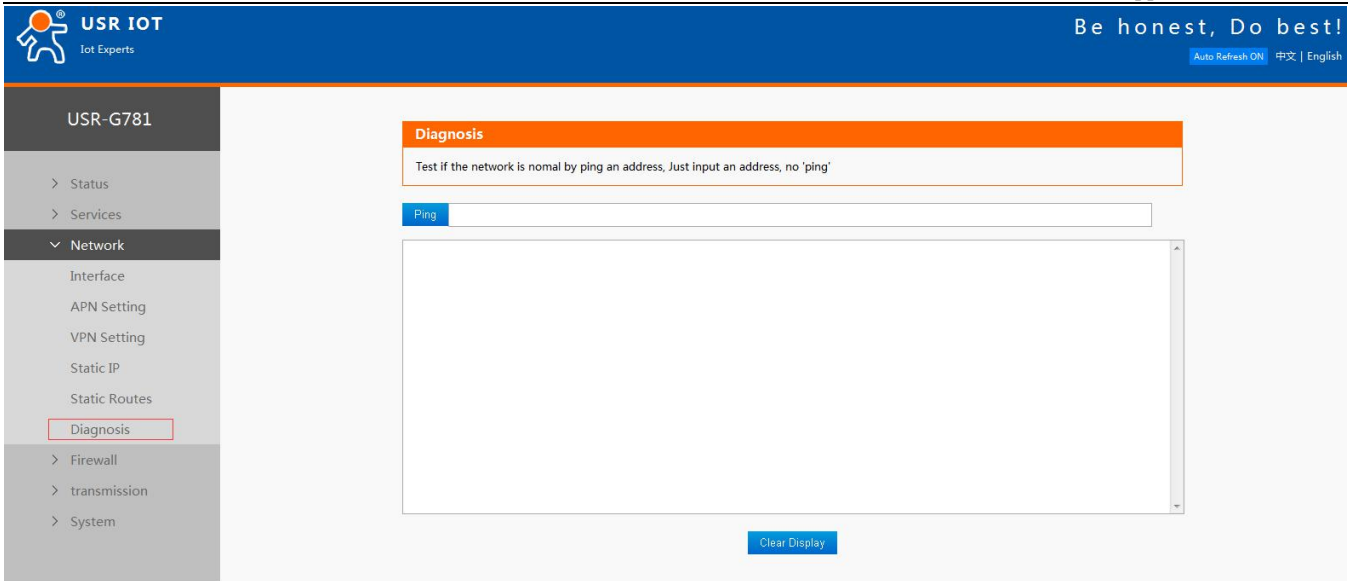 ®
USR IOT
Iot Experts
Be honest, Do best!
Auto Refresh ON 中文 | English
USR-G781
Diagnosis
Test if the network is nomal by ping an address, Just input an address, no 'ping'
> Status
> Services
Ping
Network
Interface
APN Setting
VPN Setting
Static IP
Static Routes
Diagnosis
> Firewall
> transmission
> System
Clear Display